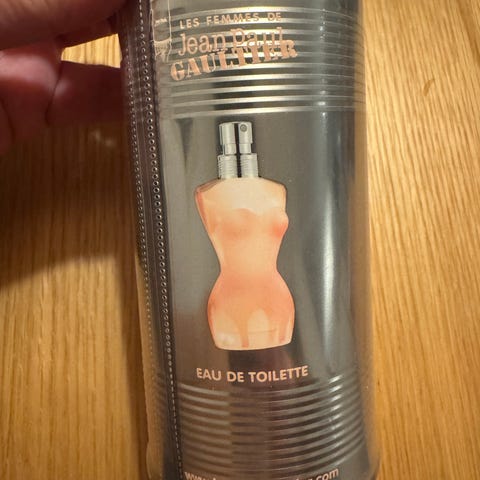 LES FEMMES DE
Jean Paul
GAULTIER
EAU DE TOILETTE